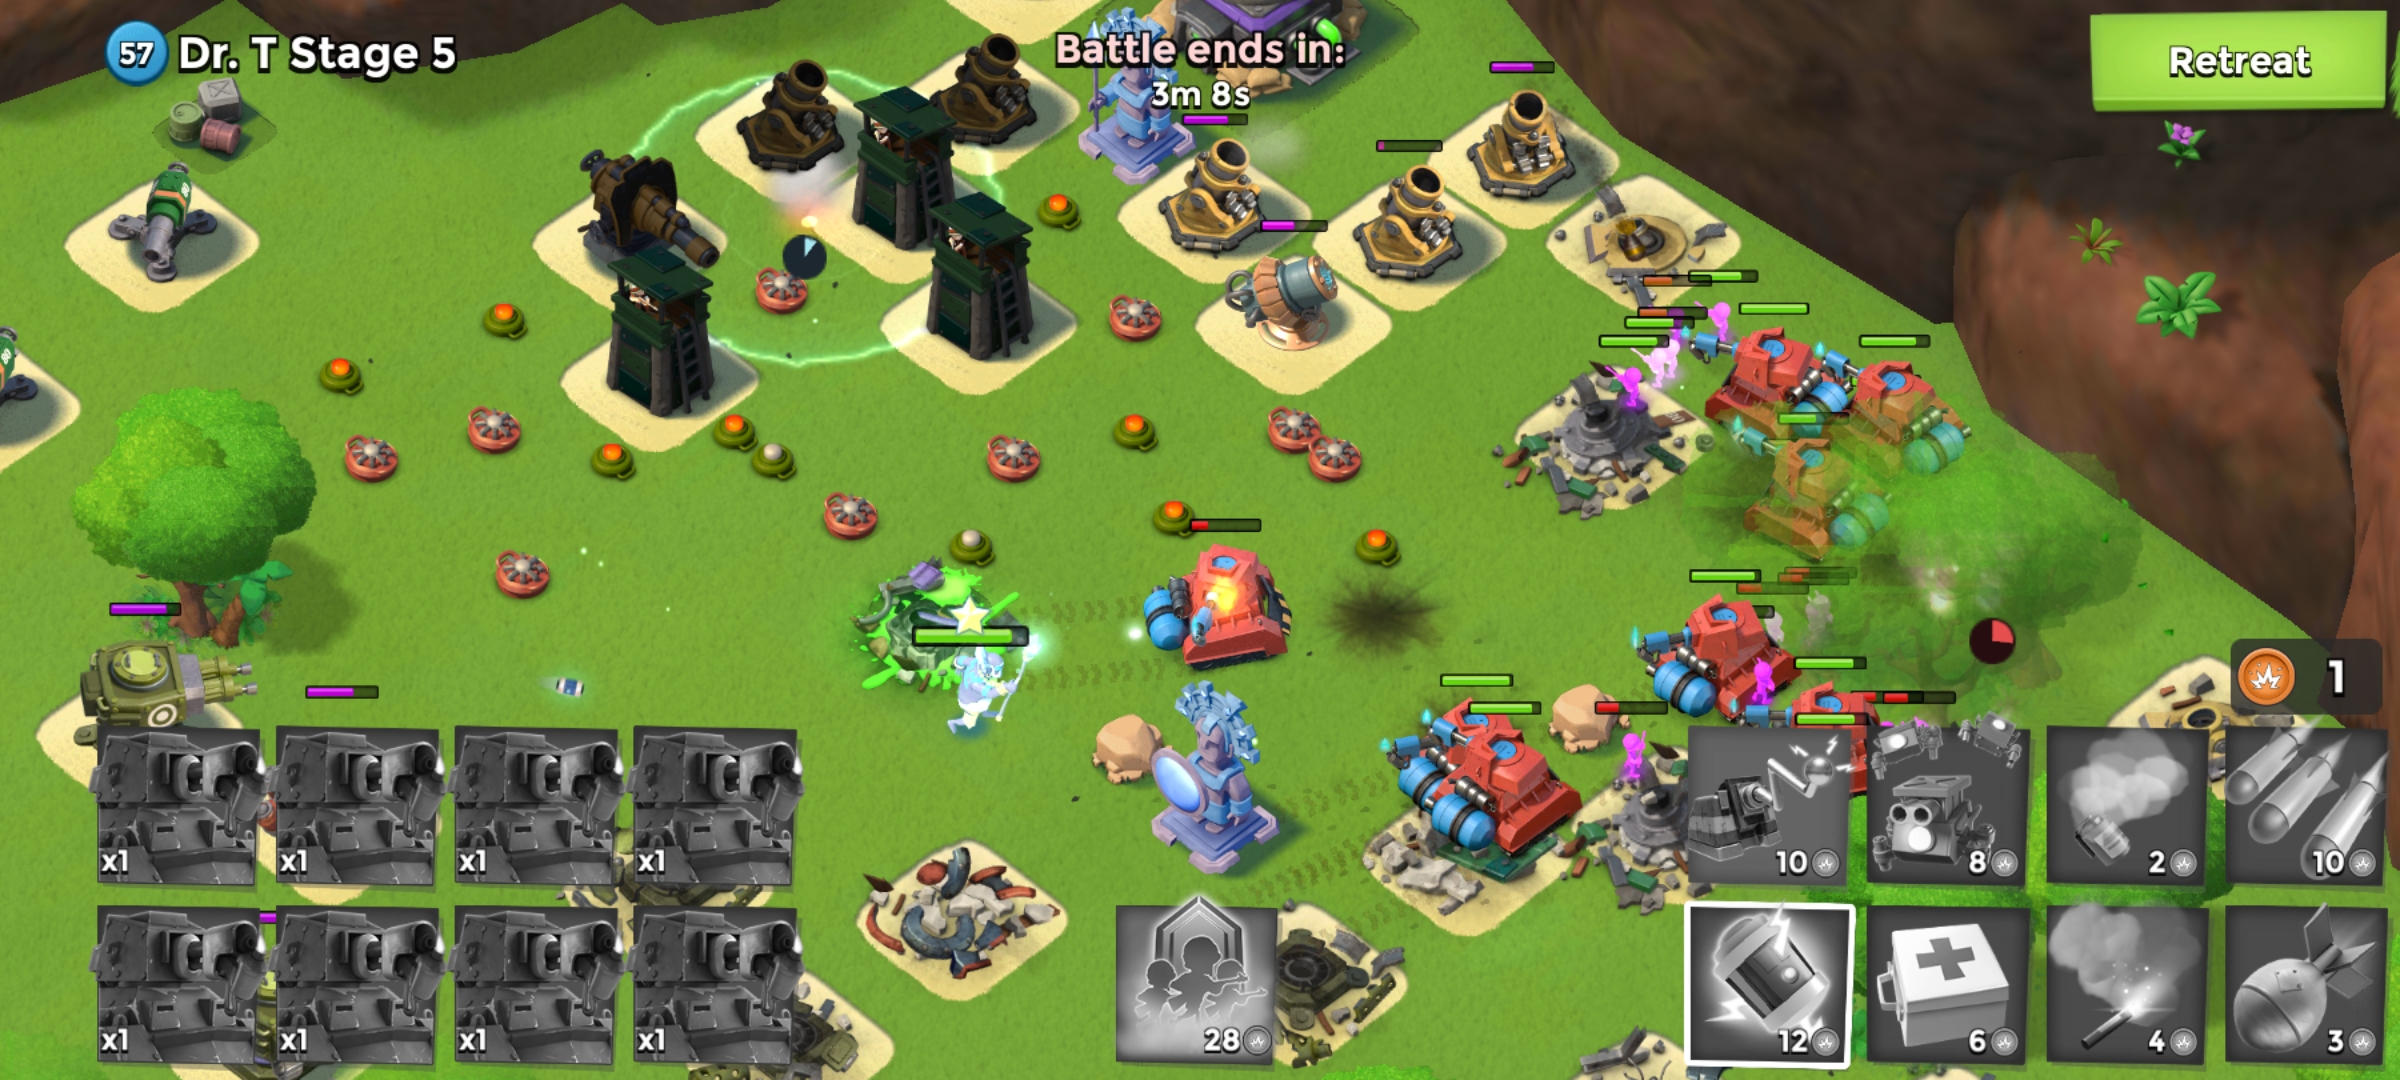 57 Dr. T Stage 5
Battle ends in:
3m 8s
Retreat
1
x1 x1 x1 x1
10 8 2 10
x1 x1 x1 x1
28
12 6 4 3